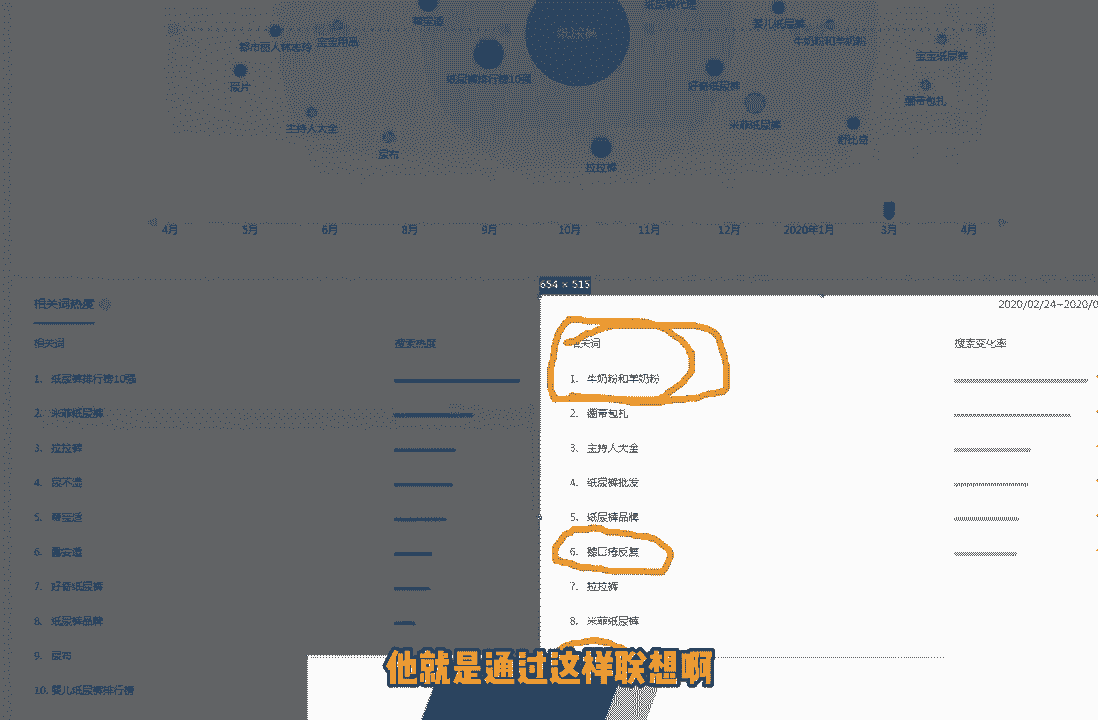 帮宝适
纸尿裤代理
婴儿纸尿裤
纸尿裤
都市丽人林志玲
宝宝用品
牛奶粉和羊奶粉
宝宝纸尿裤
尿片
纸尿裤排行榜10强
好奇纸尿裤
绷带包扎
主持人大金
米菲纸尿裤
舒比奇
尿布
拉拉裤
4月 5月 6月 8月 9月 10月 11月 12月 2020年1月 3月 4月
654 × 515
相关词热度
2020/02/24~2020/0
相关词 搜索热度
相关词 搜索变化率
1. 纸尿裤排行榜10强
1. 牛奶粉和羊奶粉
2. 米菲纸尿裤
2. 绷带包扎
3. 拉拉裤
3. 主持人大金
4. 尿不湿
4. 纸尿裤批发
5. 帮宝适
5. 纸尿裤品牌
6. 露安适
6. 鹅口疮反复
7. 好奇纸尿裤
7. 拉拉裤
8. 纸尿裤品牌
8. 米菲纸尿裤
9. 尿布
10. 婴儿纸尿裤排行榜
他就是通过这样联想啊